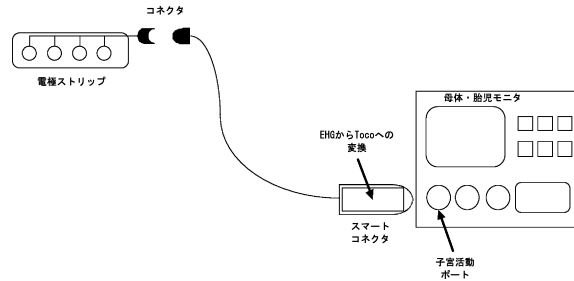 コネクタ
電極ストリップ
母体・胎児モニタ
EHGからTocoへの
変換
スマート
コネクタ
子宮活動
ポート